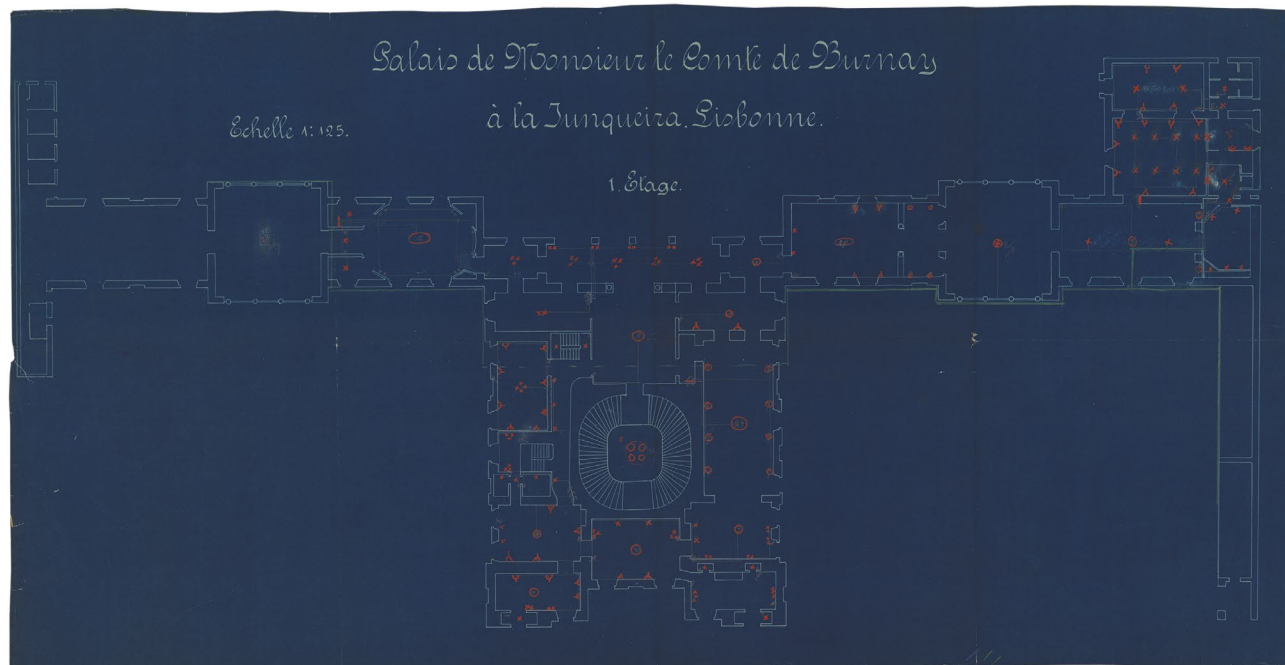 Palais de Monsieur le Comte de Burnay
à la Junqueira. Lisbonne.
Echelle 1:125.
1. Etage.